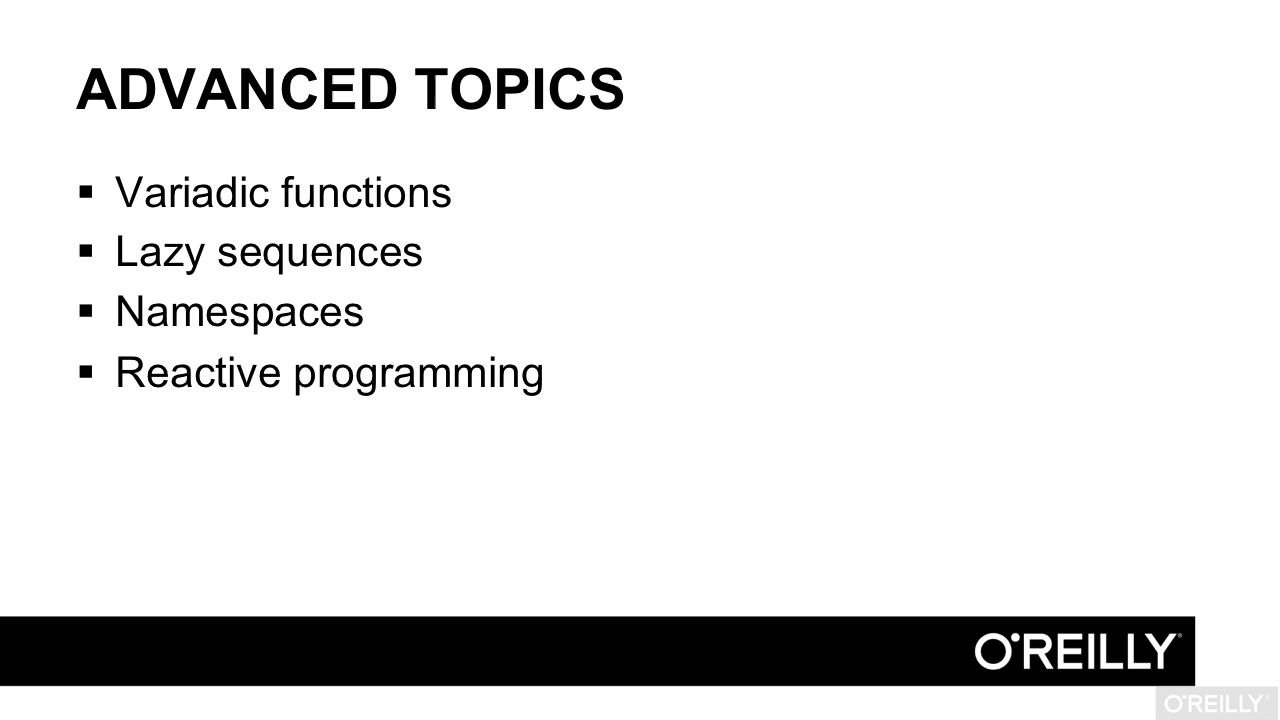 ADVANCED TOPICS
▪ Variadic functions
▪ Lazy sequences
▪ Namespaces
▪ Reactive programming
O'REILLY®
O'REILLY®